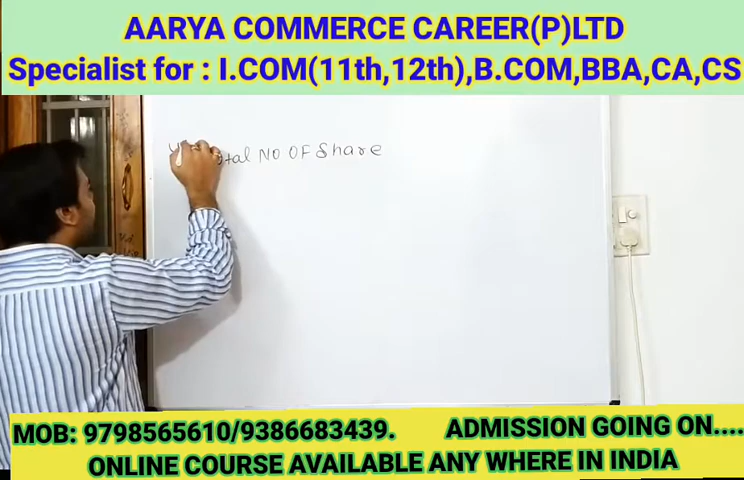 AARYA COMMERCE CAREER(P)LTD
Specialist for : I.COM(11th,12th),B.COM,BBA,CA,CS
NO OF Share
MOB: 9798565610/9386683439. ADMISSION GOING ON....
ONLINE COURSE AVAILABLE ANY WHERE IN INDIA